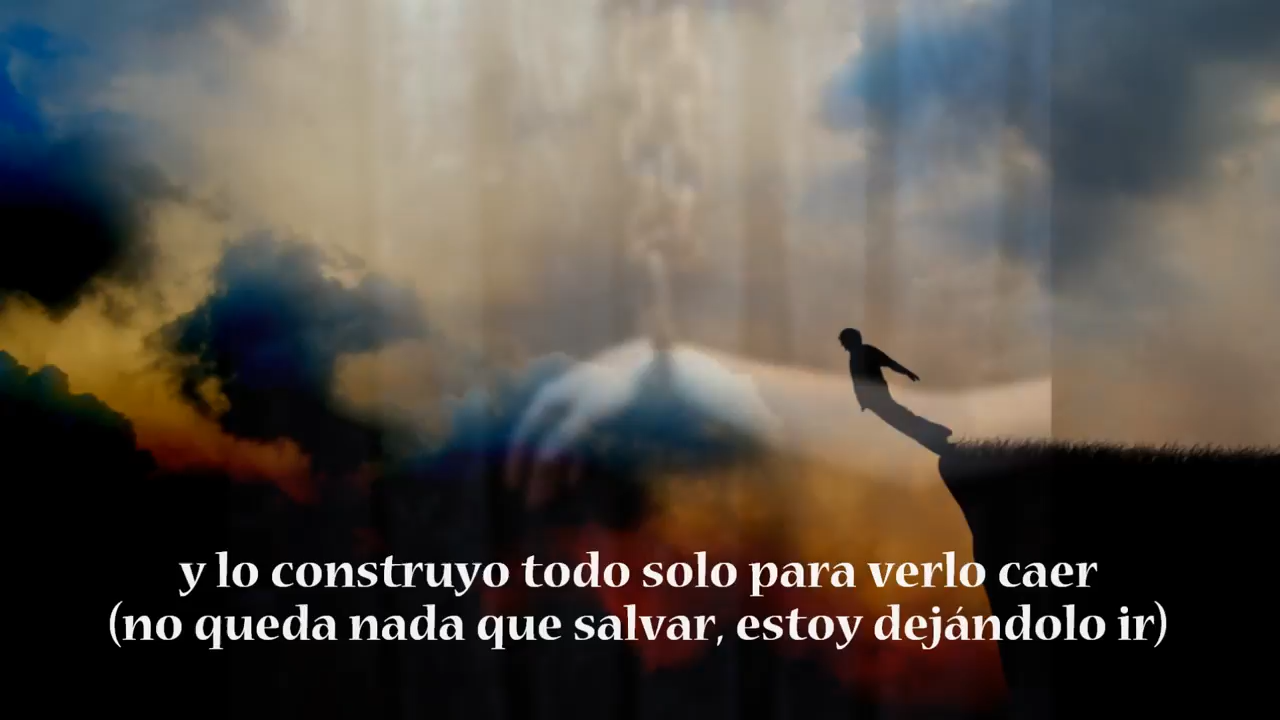 y lo construyo todo solo para verlo caer
(no queda nada que salvar, estoy dejándolo ir)